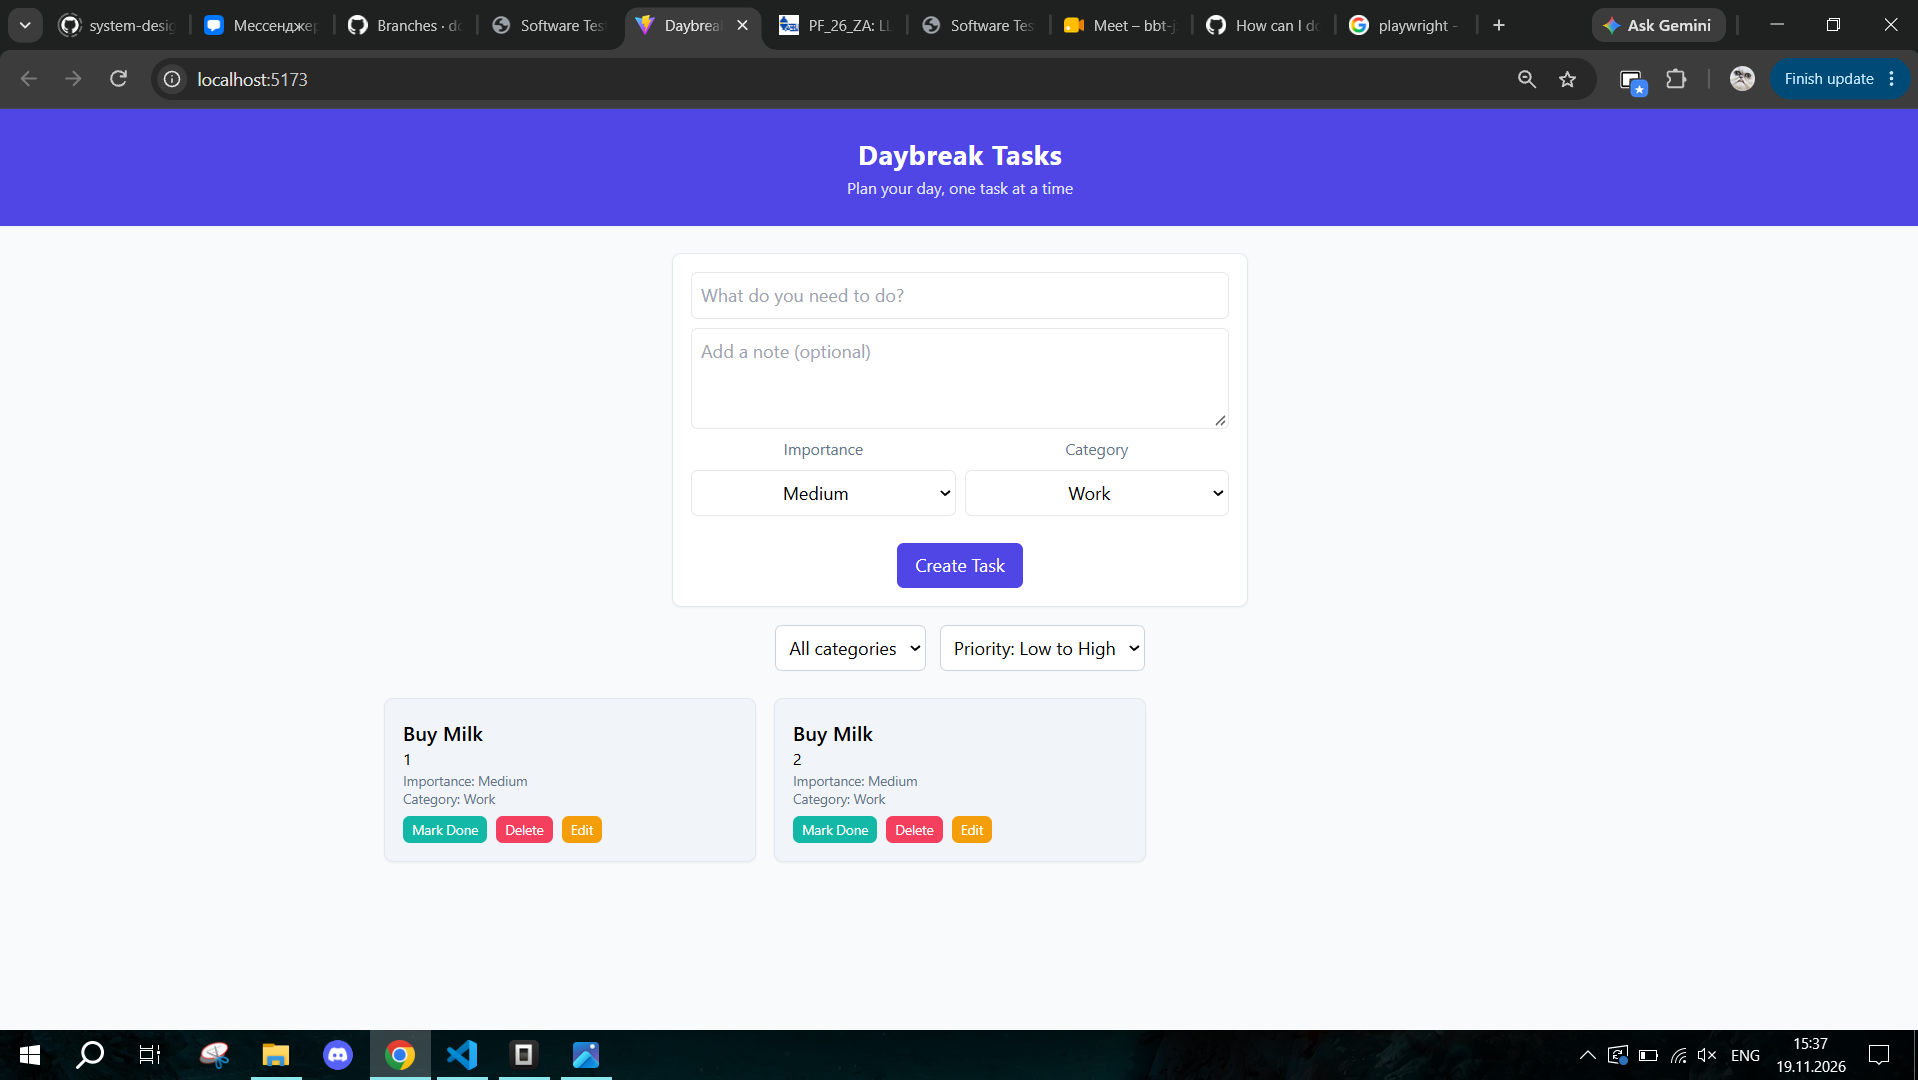 system-desig
Мессенджер
Branches · do
Software Test
Daybreak
PF_26_ZA: LL
Software Tes
Meet – bbt-j
How can I do
playwright -
Ask Gemini
localhost:5173
Finish update
Daybreak Tasks
Plan your day, one task at a time
What do you need to do?
Add a note (optional)
Importance
Category
Medium
Work
Create Task
All categories
Priority: Low to High
Buy Milk
1
Importance: Medium
Category: Work
Mark Done
Delete
Edit
Buy Milk
2
Importance: Medium
Category: Work
Mark Done
Delete
Edit
ENG
15:37
19.11.2026